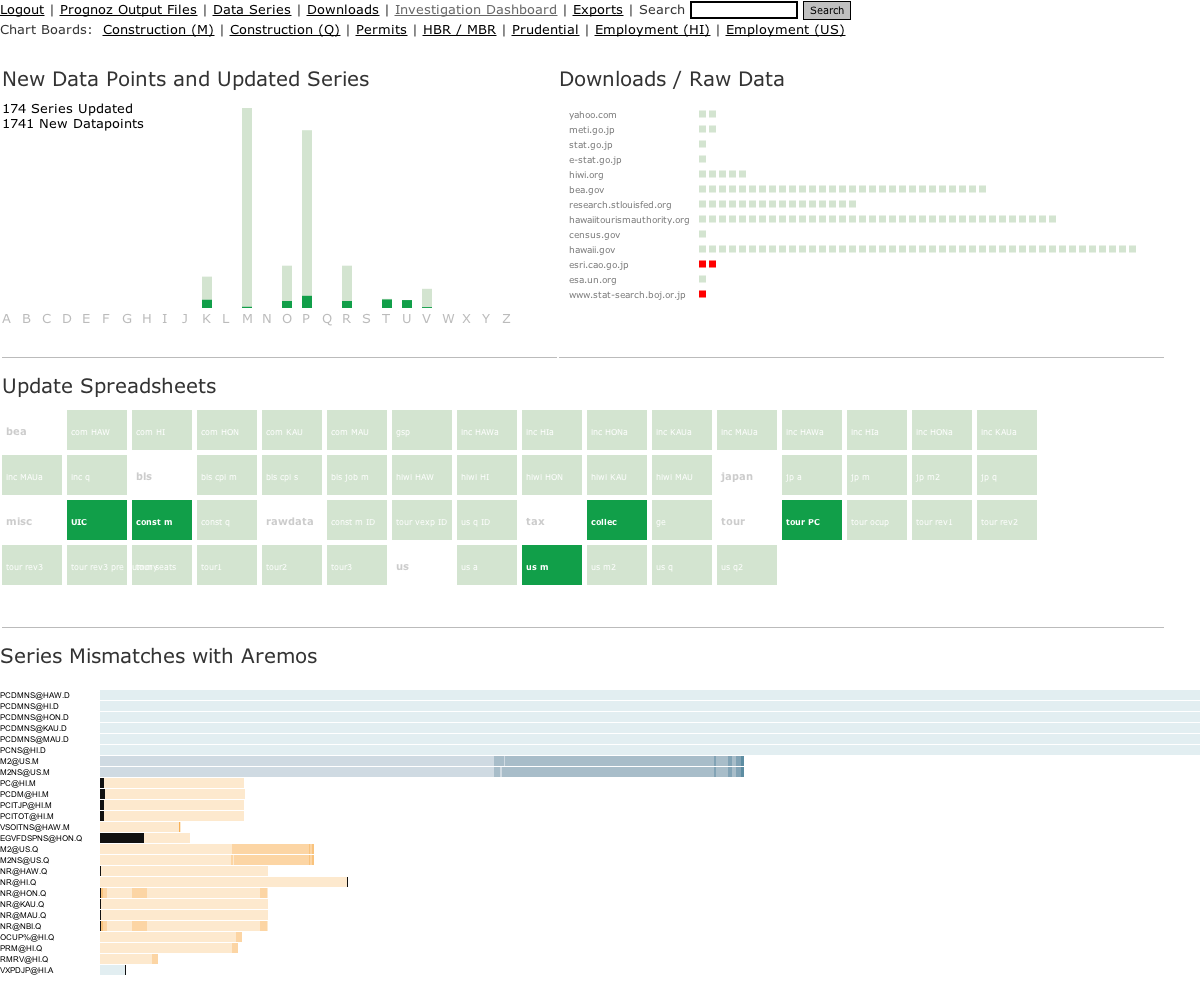 Logout | Prognoz Output Files | Data Series | Downloads | Investigation Dashboard | Exports | Search Search
Chart Boards: Construction (M) | Construction (Q) | Permits | HBR / MBR | Prudential | Employment (HI) | Employment (US)
New Data Points and Updated Series
174 Series Updated
1741 New Datapoints
A B C D E F G H I J K L M N O P Q R S T U V W X Y Z
Downloads / Raw Data
yahoo.com
meti.go.jp
stat.go.jp
e-stat.go.jp
hiwi.org
bea.gov
research.stlouisfed.org
hawaiitourismauthority.org
census.gov
hawaii.gov
esri.cao.go.jp
esa.un.org
www.stat-search.boj.or.jp
Update Spreadsheets
bea com HAW com HI com HON com KAU com MAU gsp inc HAWa inc HIa inc HONa inc KAUa inc MAUa inc HAWa inc HIa inc HONa inc KAUa
inc MAUa inc q bls bls cpi m bls cpi s bls job m hiwi HAW hiwi HI hiwi HON hiwi KAU hiwi MAU japan jp a jp m jp m2 jp q
misc UIC const m const q rawdata const m ID tour vexp ID us q ID tax collec ge tour tour PC tour ocup tour rev1 tour rev2
tour rev3 tour rev3 pre tour seats tour1 tour2 tour3 us us a us m us m2 us q us q2
Series Mismatches with Aremos
PCDMNS@HAW.D
PCDMNS@HI.D
PCDMNS@HON.D
PCDMNS@KAU.D
PCDMNS@MAU.D
PCNS@HI.D
M2@US.M
M2NS@US.M
PC@HI.M
PCDM@HI.M
PCITJP@HI.M
PCITOT@HI.M
VSOITNS@HAW.M
EGVFDSPNS@HON.Q
M2@US.Q
M2NS@US.Q
NR@HAW.Q
NR@HI.Q
NR@HON.Q
NR@KAU.Q
NR@MAU.Q
NR@NBI.Q
OCUP%@HI.Q
PRM@HI.Q
RMRV@HI.Q
VXPDJP@HI.A